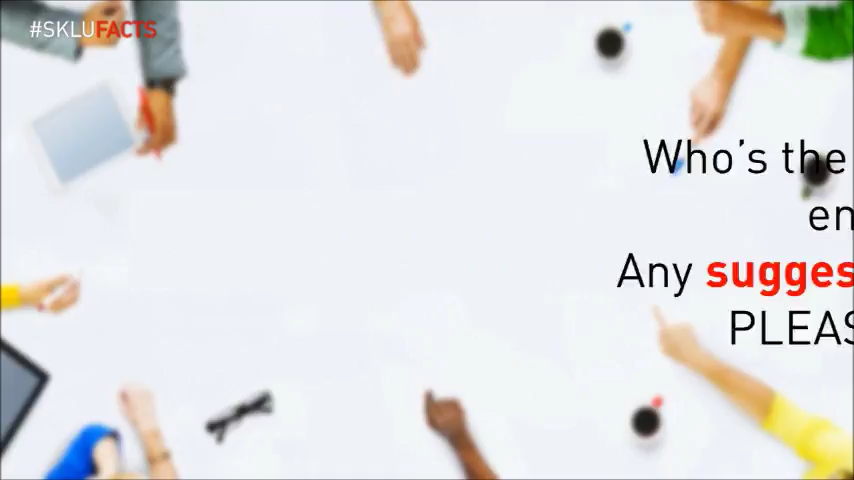 #SKLUFACTS
Who's the
en
Any sugges
PLEAS